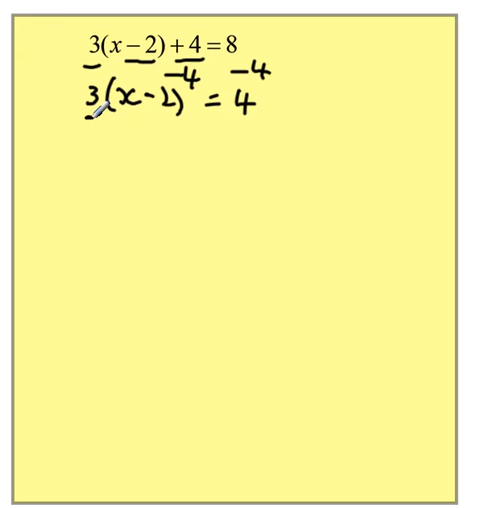 3(x − 2) + 4 = 8
−4 −4
3(x − 2) = 4